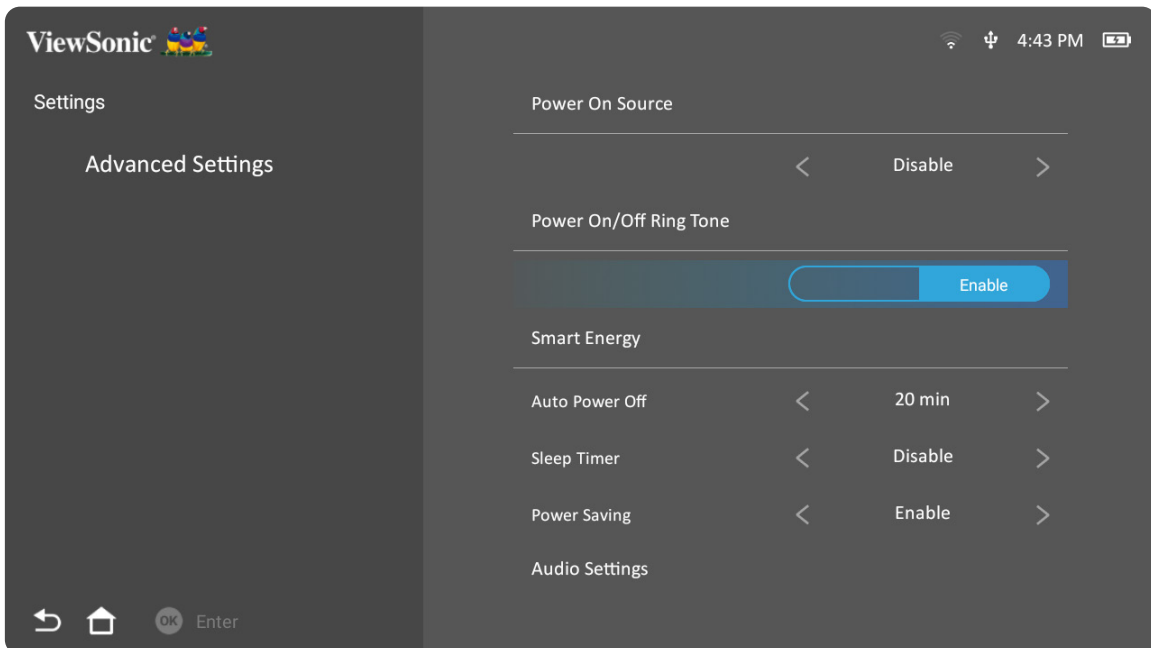 ViewSonic
4:43 PM
Settings
Advanced Settings
Power On Source
Disable
Power On/Off Ring Tone
Enable
Smart Energy
Auto Power Off 20 min
Sleep Timer Disable
Power Saving Enable
Audio Settings
OK Enter